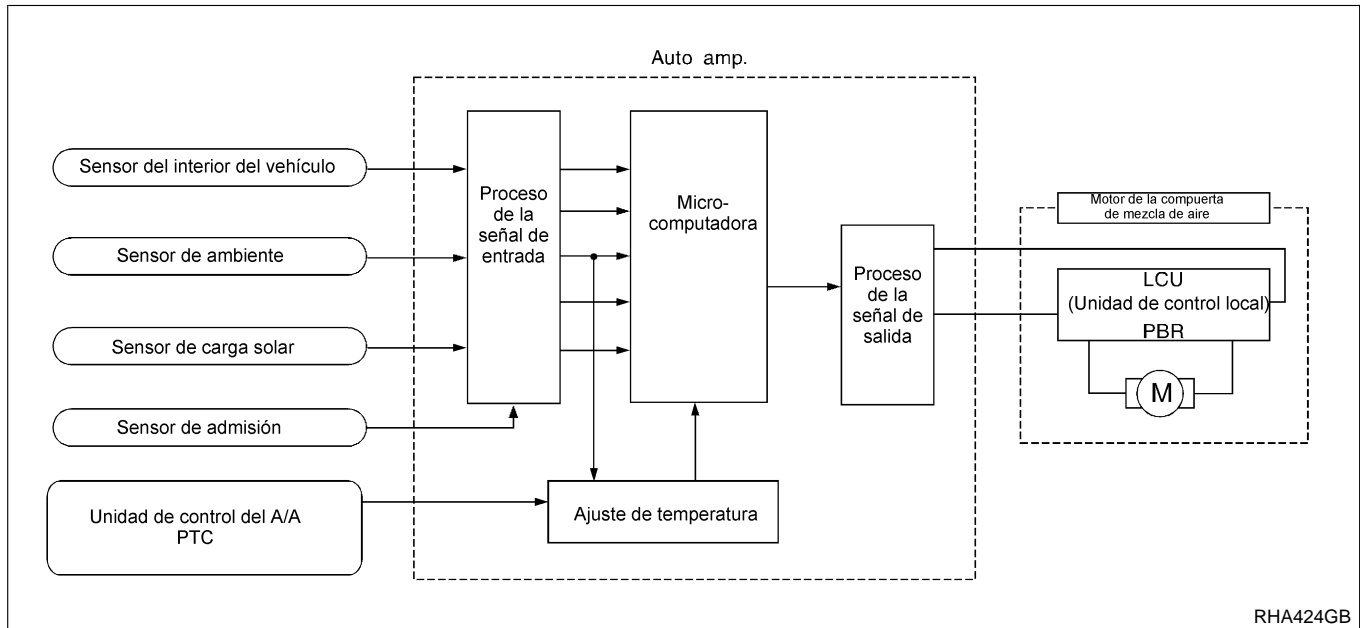 Auto amp.
Sensor del interior del vehículo
Sensor de ambiente
Sensor de carga solar
Sensor de admisión
Unidad de control del A/A
PTC
Proceso
de la
señal de
entrada
Micro-
computadora
Ajuste de temperatura
Proceso
de la
señal de
salida
Motor de la compuerta
de mezcla de aire
LCU
(Unidad de control local)
PBR
M
RHA424GB